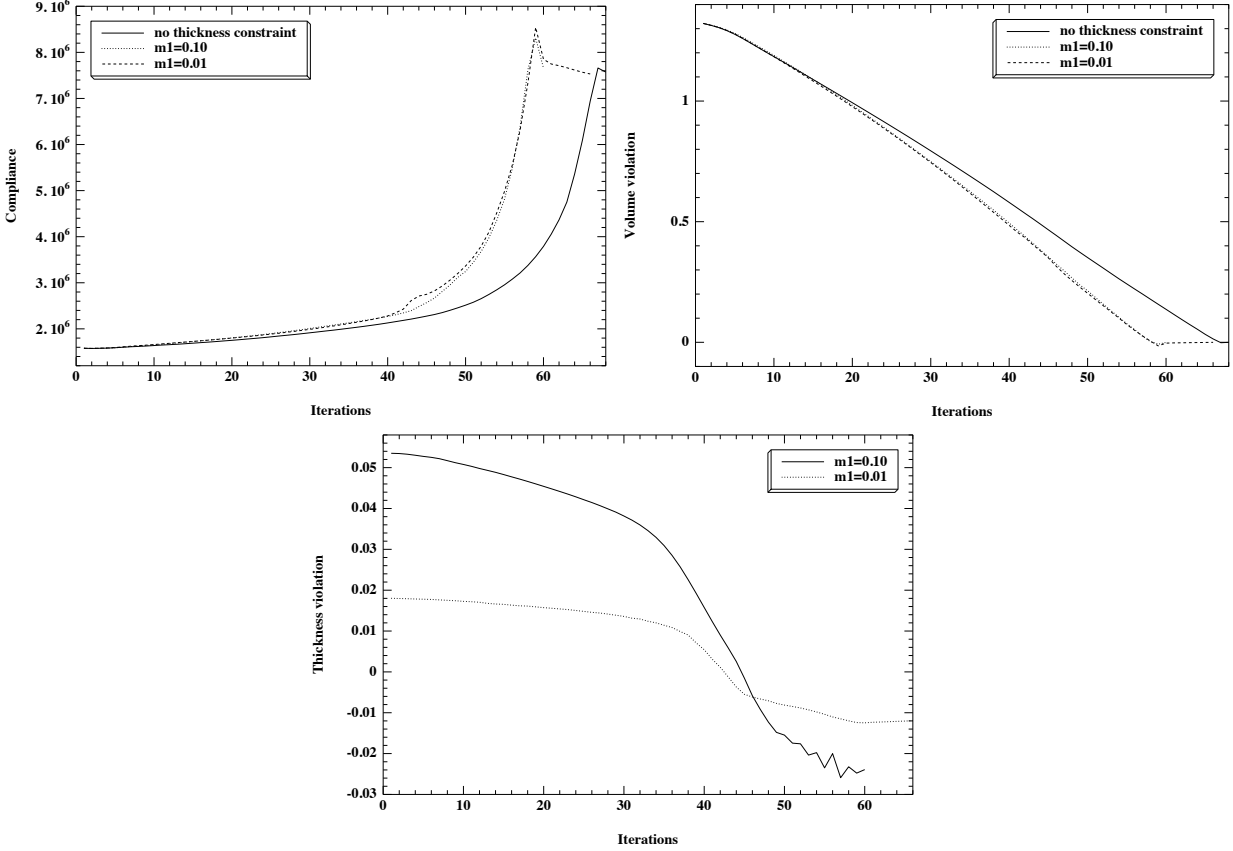 9. 10^6
8. 10^6
7. 10^6
6. 10^6
5. 10^6
4. 10^6
3. 10^6
2. 10^6
Compliance
no thickness constraint
m1=0.10
m1=0.01
0 10 20 30 40 50 60
Iterations
1
0.5
0
Volume violation
no thickness constraint
m1=0.10
m1=0.01
0 10 20 30 40 50 60
Iterations
0.05
0.04
0.03
0.02
0.01
0
-0.01
-0.02
-0.03
Thickness violation
m1=0.10
m1=0.01
0 10 20 30 40 50 60
Iterations